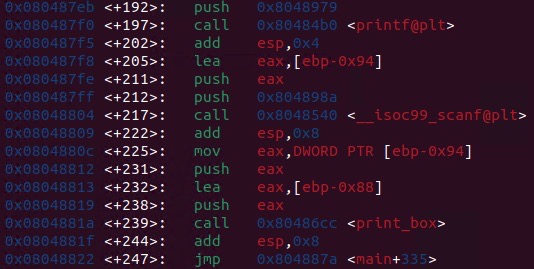 0x080487eb <+192>: push 0x8048979
0x080487f0 <+197>: call 0x80484b0 <printf@plt>
0x080487f5 <+202>: add esp,0x4
0x080487f8 <+205>: lea eax,[ebp-0x94]
0x080487fe <+211>: push eax
0x080487ff <+212>: push 0x804898a
0x08048804 <+217>: call 0x8048540 <__isoc99_scanf@plt>
0x08048809 <+222>: add esp,0x8
0x0804880c <+225>: mov eax,DWORD PTR [ebp-0x94]
0x08048812 <+231>: push eax
0x08048813 <+232>: lea eax,[ebp-0x88]
0x08048819 <+238>: push eax
0x0804881a <+239>: call 0x80486cc <print_box>
0x0804881f <+244>: add esp,0x8
0x08048822 <+247>: jmp 0x804887a <main+335>